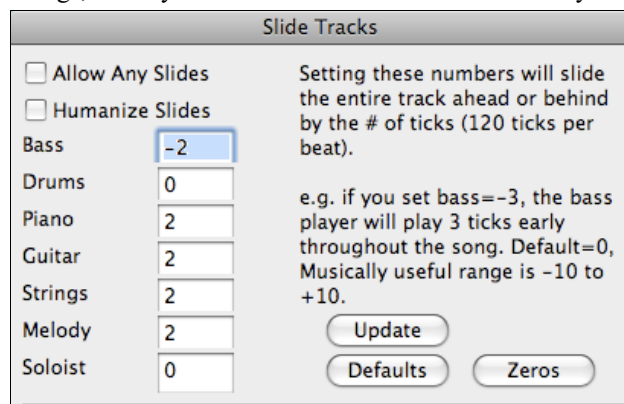 Slide Tracks
Allow Any Slides
Humanize Slides
Bass -2
Drums 0
Piano 2
Guitar 2
Strings 2
Melody 2
Soloist 0
Setting these numbers will slide
the entire track ahead or behind
by the # of ticks (120 ticks per
beat).
e.g. if you set bass=-3, the bass
player will play 3 ticks early
throughout the song. Default=0,
Musically useful range is -10 to
+10.
Update
Defaults Zeros